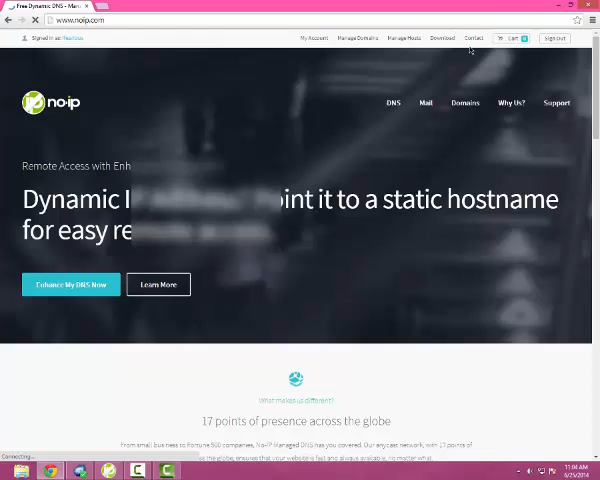 Free Dynamic DNS - Man
www.noip.com
Signed in as:
My Account Manage Domains Manage Hosts Download Contact Cart 0 Sign Out
no-ip
DNS Mail Domains Why Us? Support
Remote Access with Enh
Dynamic I oint it to a static hostname
for easy re
Enhance My DNS Now Learn More
What makes us different?
17 points of presence across the globe
From small business to Fortune 500 companies, No-IP Managed DNS has you covered. Our anycast network, with 17 points of
the globe, ensures that your website is fast and always available, no matter what.
Connecting...
11:04 AM
6/25/2014